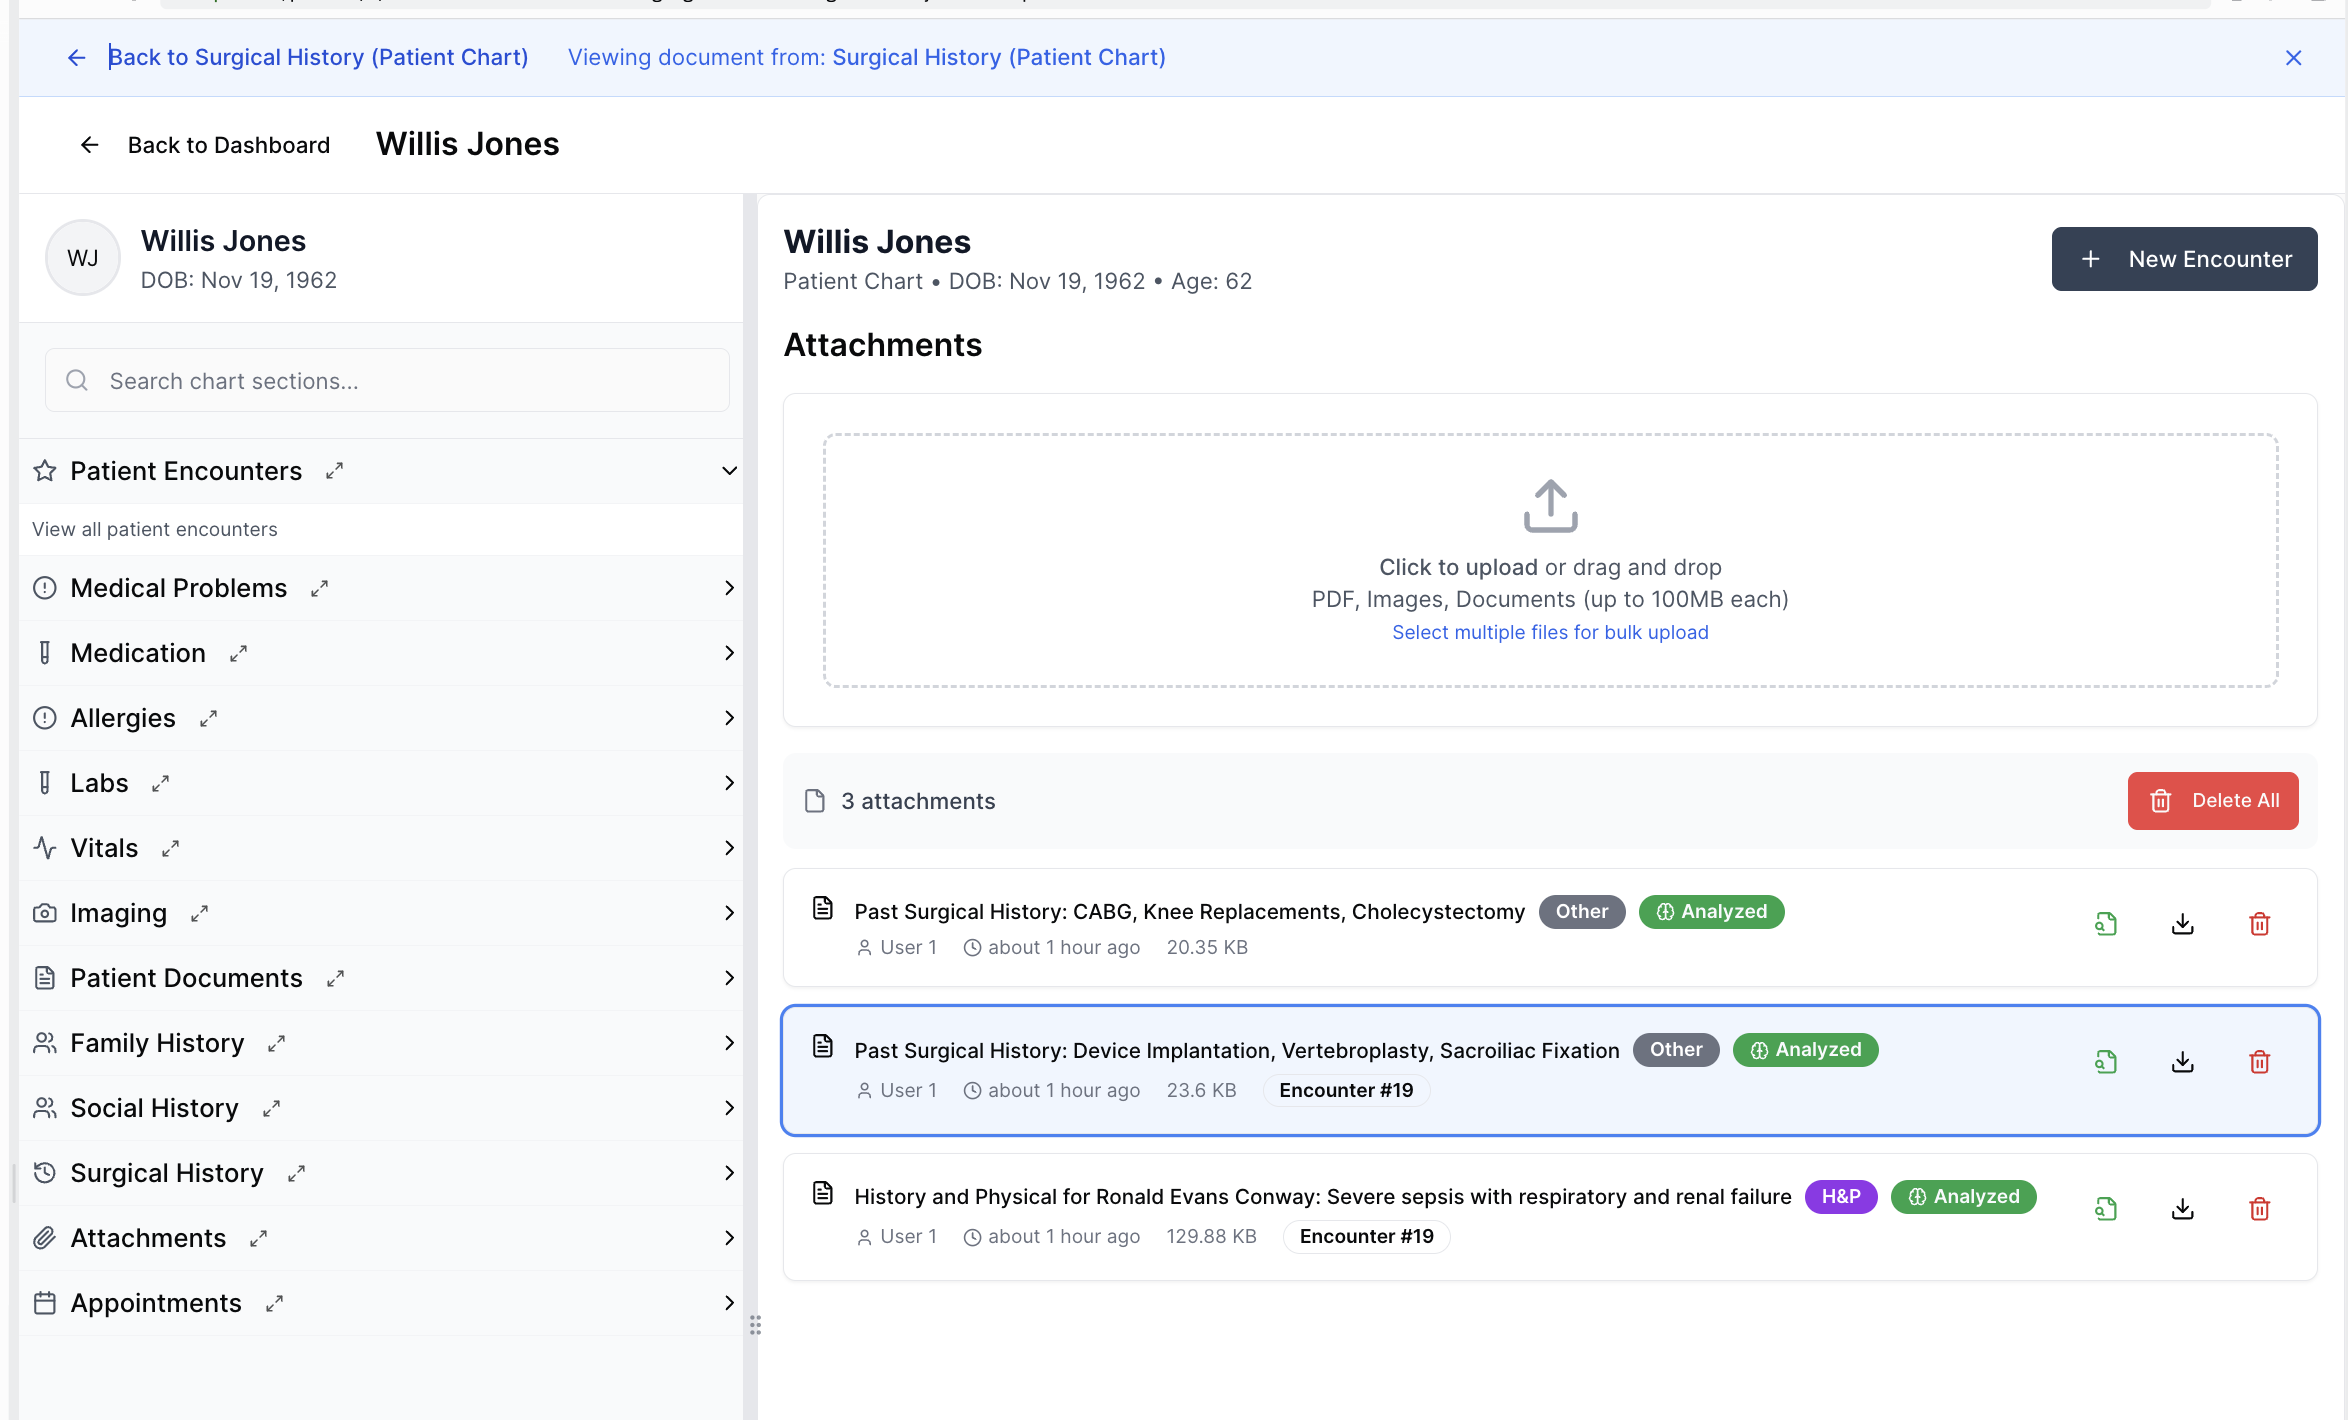 Back to Surgical History (Patient Chart) Viewing document from: Surgical History (Patient Chart)
Back to Dashboard Willis Jones
WJ
Willis Jones
DOB: Nov 19, 1962
Search chart sections...
Patient Encounters
View all patient encounters
Medical Problems
Medication
Allergies
Labs
Vitals
Imaging
Patient Documents
Family History
Social History
Surgical History
Attachments
Appointments
Willis Jones
Patient Chart • DOB: Nov 19, 1962 • Age: 62
New Encounter
Attachments
Click to upload or drag and drop
PDF, Images, Documents (up to 100MB each)
Select multiple files for bulk upload
3 attachments
Delete All
Past Surgical History: CABG, Knee Replacements, Cholecystectomy Other Analyzed
User 1 about 1 hour ago 20.35 KB
Past Surgical History: Device Implantation, Vertebroplasty, Sacroiliac Fixation Other Analyzed
User 1 about 1 hour ago 23.6 KB Encounter #19
History and Physical for Ronald Evans Conway: Severe sepsis with respiratory and renal failure H&P Analyzed
User 1 about 1 hour ago 129.88 KB Encounter #19